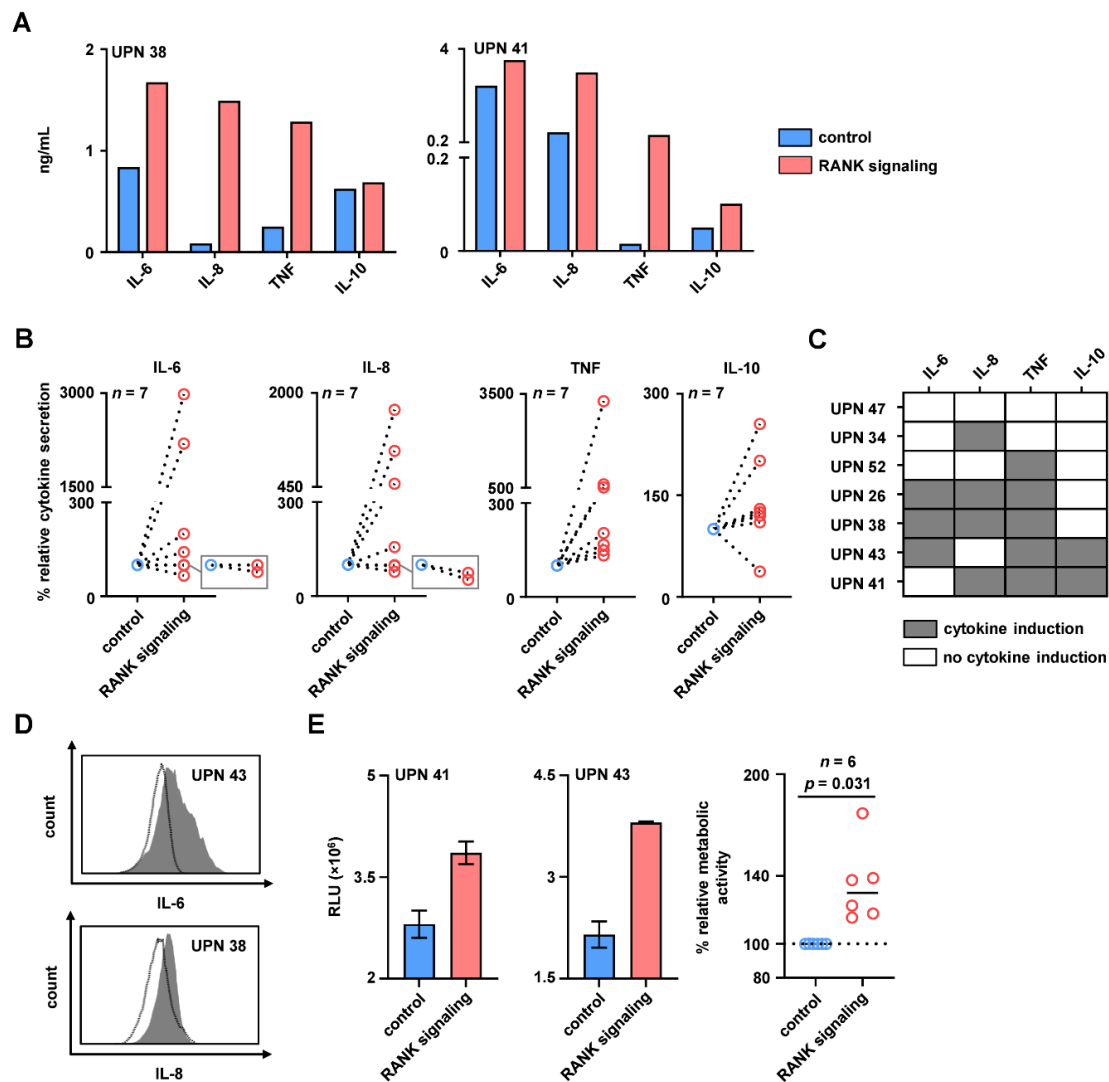 A
UPN 38
UPN 41
2
1
0
ng/mL
4
0.2
0.2
0
control
RANK signaling
IL-6
IL-8
TNF
IL-10
IL-6
IL-8
TNF
IL-10
B
IL-6
IL-8
TNF
IL-10
% relative cytokine secretion
3000
1500
300
0
n = 7
control
RANK signaling
2000
450
300
0
n = 7
control
RANK signaling
3500
500
300
0
n = 7
control
RANK signaling
300
150
0
n = 7
control
RANK signaling
C
IL-6
IL-8
TNF
IL-10
UPN 47
UPN 34
UPN 52
UPN 26
UPN 38
UPN 43
UPN 41
cytokine induction
no cytokine induction
D
UPN 43
count
IL-6
UPN 38
count
IL-8
E
UPN 41
RLU (×10⁶)
5
3.5
2
control
RANK signaling
UPN 43
4.5
3
1.5
control
RANK signaling
n = 6
p = 0.031
% relative metabolic
activity
200
140
100
80
control
RANK signaling